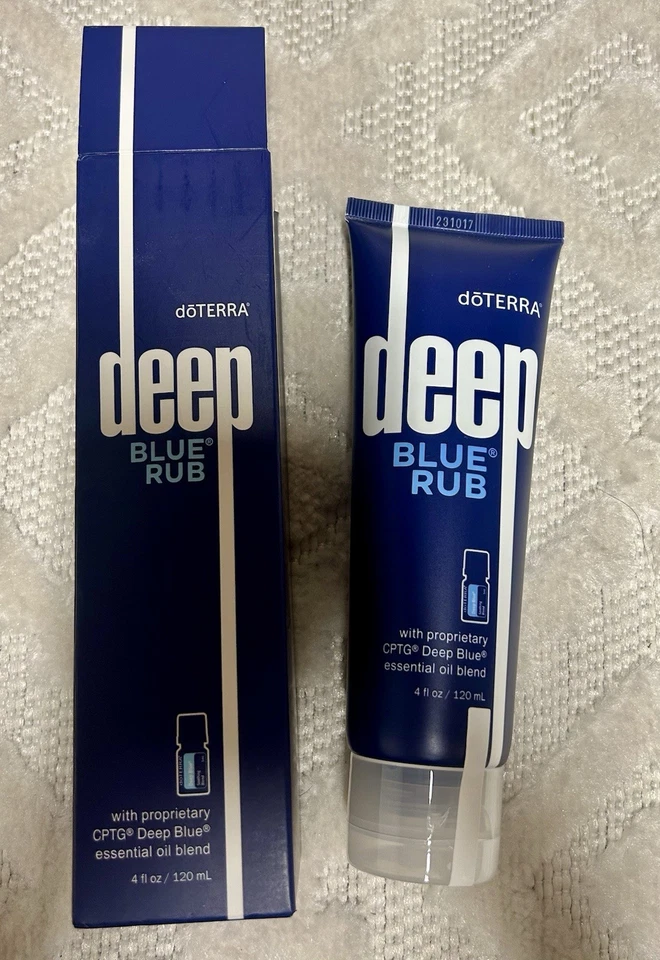 dōTERRA®
deep
BLUE®
RUB
with proprietary
CPTG® Deep Blue®
essential oil blend
4 fl oz / 120 mL
231017
dōTERRA®
deep
BLUE®
RUB
with proprietary
CPTG® Deep Blue®
essential oil blend
4 fl oz / 120 mL